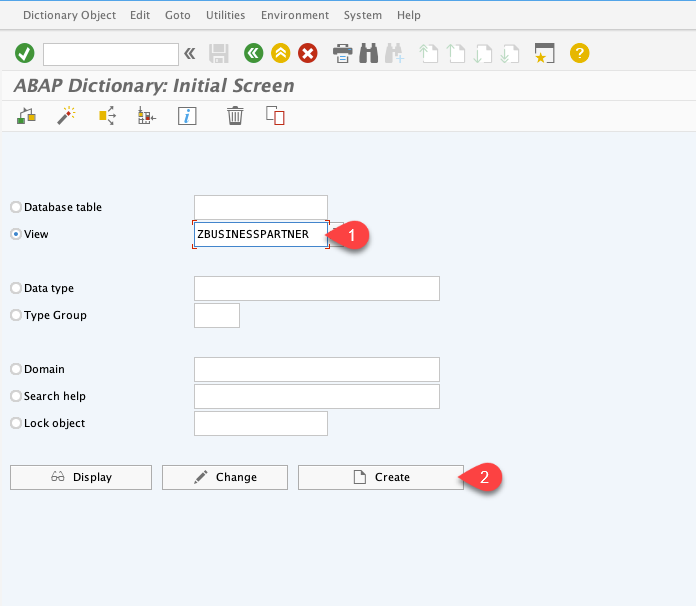 Dictionary Object Edit Goto Utilities Environment System Help
ABAP Dictionary: Initial Screen
Database table
View ZBUSINESSPARTNER 1
Data type
Type Group
Domain
Search help
Lock object
Display Change Create 2